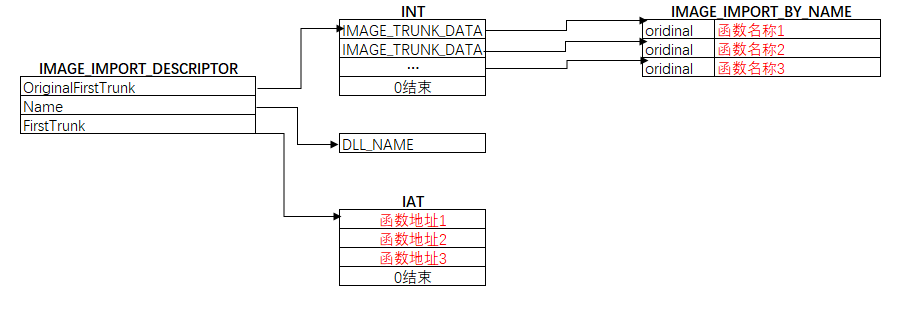 INT
IMAGE_IMPORT_BY_NAME
IMAGE_TRUNK_DATA
oridinal 函数名称1
IMAGE_TRUNK_DATA
oridinal 函数名称2
...
oridinal 函数名称3
0结束
IMAGE_IMPORT_DESCRIPTOR
OriginalFirstTrunk
Name
FirstTrunk
DLL_NAME
IAT
函数地址1
函数地址2
函数地址3
0结束